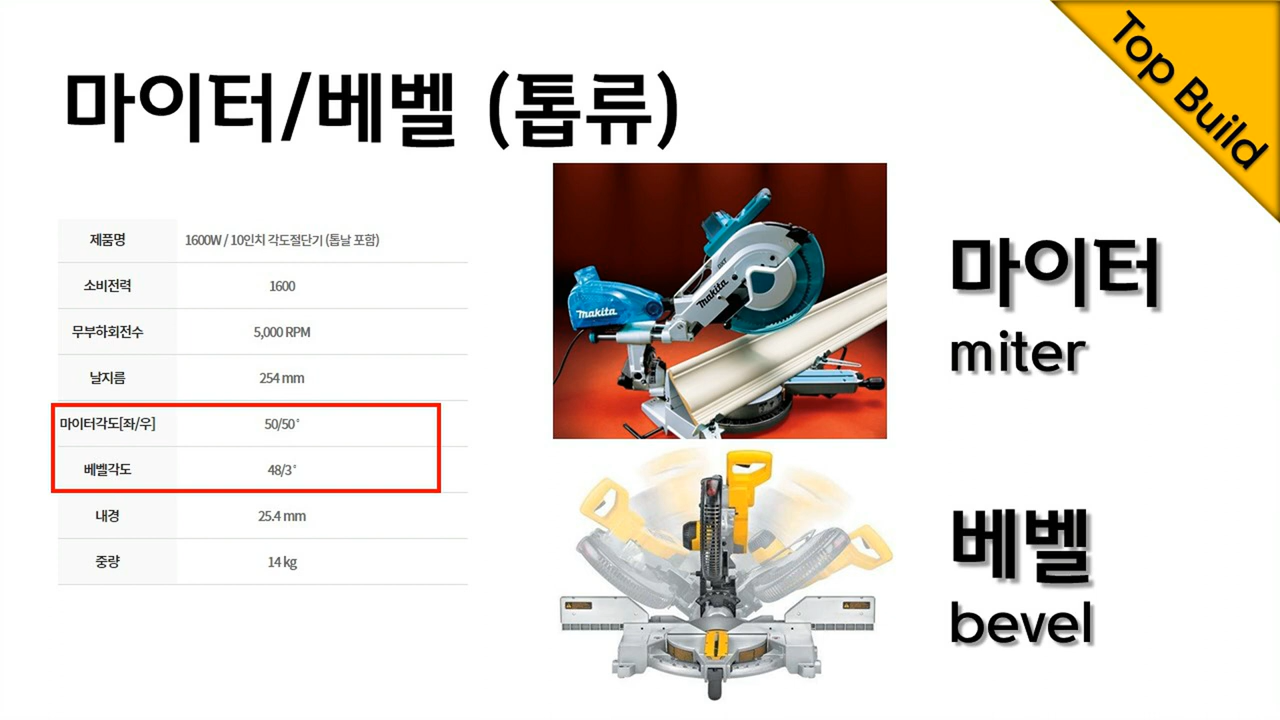 Top Build
마이터/베벨 (톱류)
제품명 1600W / 10인치 각도절단기 (톱날 포함)
소비전력 1600
무부하회전수 5,000 RPM
날지름 254 mm
마이터각도[좌/우] 50/50˚
베벨각도 48/3˚
내경 25.4 mm
중량 14 kg
makita
makita
마이터
miter
베벨
bevel